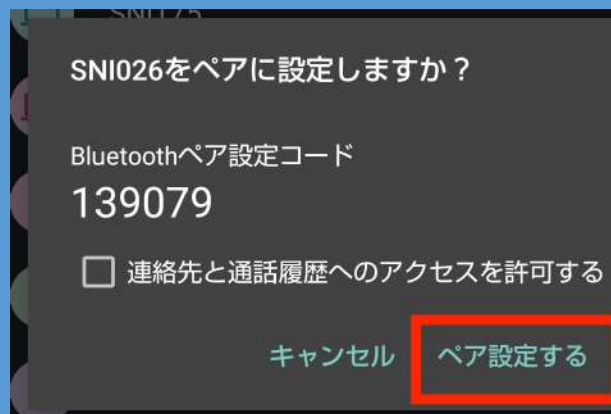 SNI175
SNI026をペアに設定しますか？
Bluetoothペア設定コード
139079
連絡先と通話履歴へのアクセスを許可する
キャンセル ペア設定する